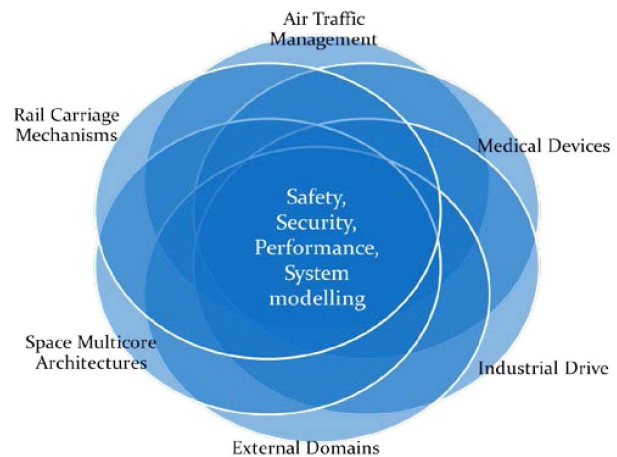 Air Traffic
Management
Rail Carriage
Mechanisms
Medical Devices
Safety,
Security,
Performance,
System
modelling
Space Multicore
Architectures
Industrial Drive
External Domains